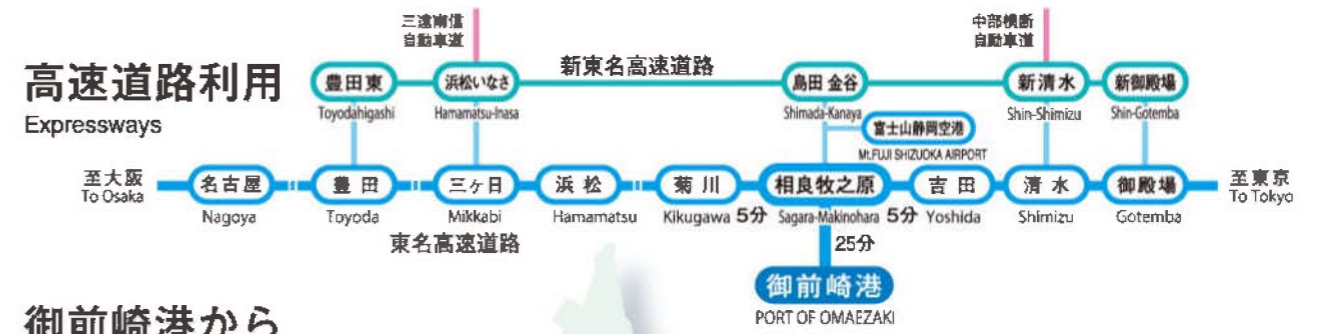 三遠南信
自動車道
中部横断
自動車道
高速道路利用
Expressways
新東名高速道路
豊田東
Toyodahigashi
浜松いなさ
Hamamatsu-Inasa
島田 金谷
Shimada-Kanaya
新清水
Shin-Shimizu
新御殿場
Shin-Gotemba
富士山静岡空港
Mt.FUJI SHIZUOKA AIRPORT
至大阪
To Osaka
名古屋
Nagoya
豊田
Toyoda
三ヶ日
Mikkabi
浜松
Hamamatsu
菊川
Kikugawa
5分
相良牧之原
Sagara-Makinohara
5分
吉田
Yoshida
清水
Shimizu
御殿場
Gotemba
至東京
To Tokyo
東名高速道路
25分
御前崎港
PORT OF OMAEZAKI
御前崎港から